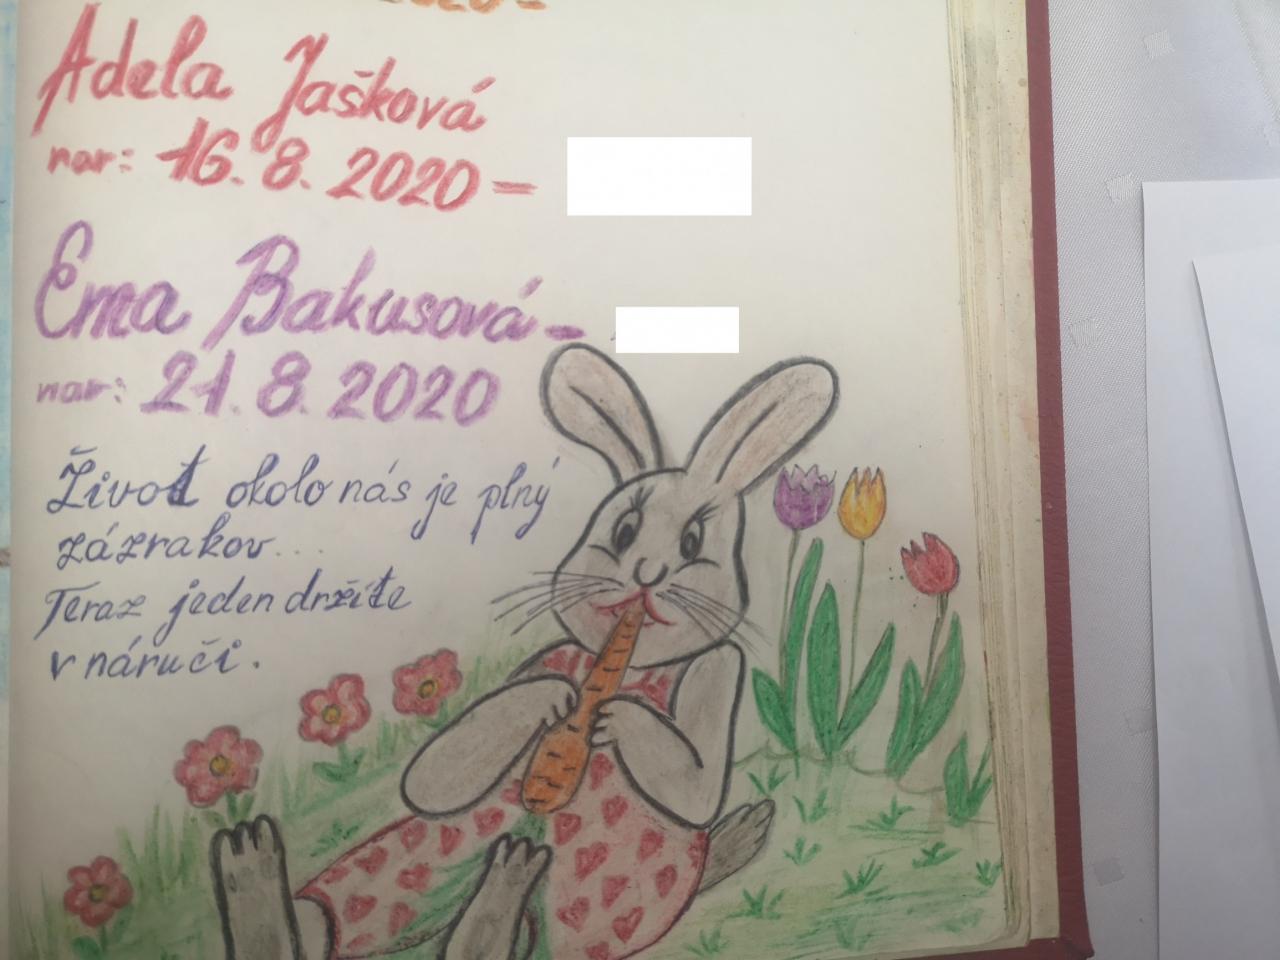 Adela Jašková
nar: 16. 8. 2020 -
Ema Bakusová -
nar: 21. 8. 2020
Život okolo nás je plný
zázrakov....
Teraz jeden držíte
v náručí.